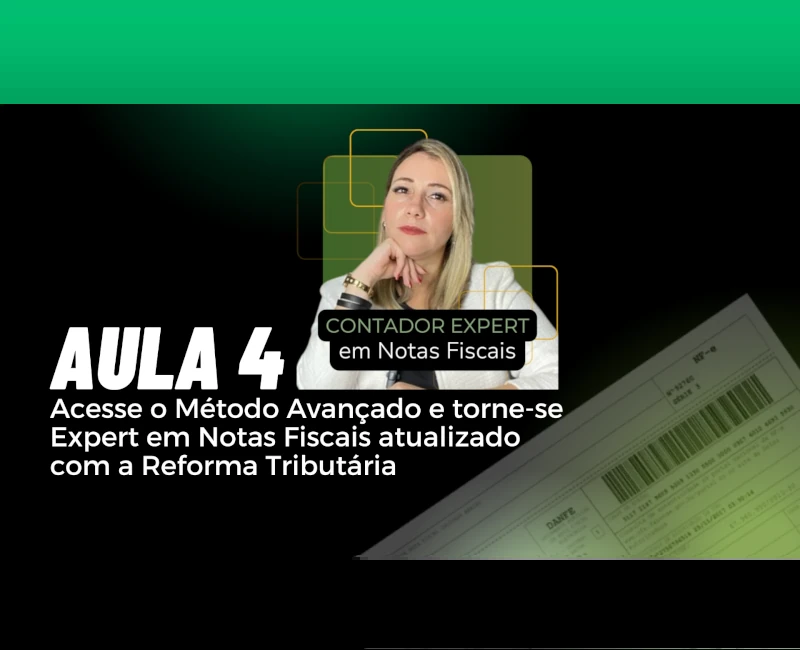 CONTADOR EXPERT
em Notas Fiscais
AULA 4
Acesse o Método Avançado e torne-se
Expert em Notas Fiscais atualizado
com a Reforma Tributária
NF-e
DANFE